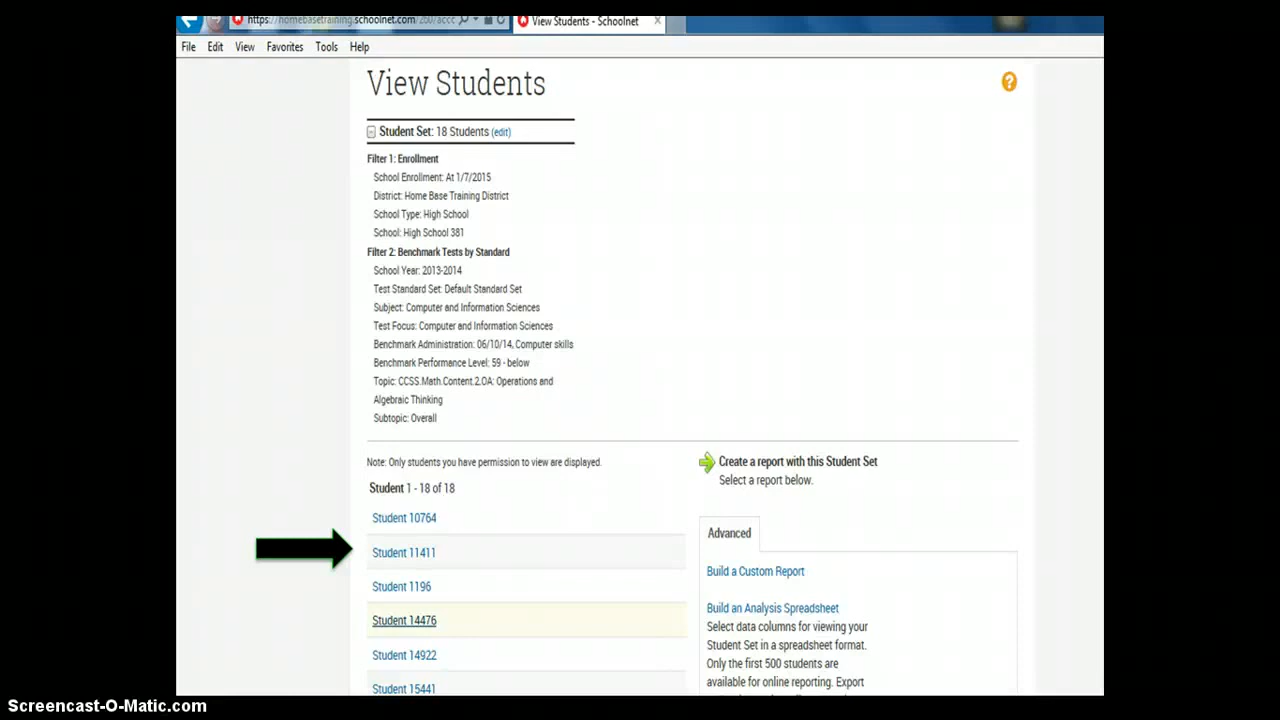 https://homebasetraining.schoolnet.com/260/acco
View Students - Schoolnet
File Edit View Favorites Tools Help
View Students
?
Student Set: 18 Students (edit)
Filter 1: Enrollment
School Enrollment: At 1/7/2015
District: Home Base Training District
School Type: High School
School: High School 381
Filter 2: Benchmark Tests by Standard
School Year: 2013-2014
Test Standard Set: Default Standard Set
Subject: Computer and Information Sciences
Test Focus: Computer and Information Sciences
Benchmark Administration: 06/10/14, Computer skills
Benchmark Performance Level: 59 - below
Topic: CCSS.Math.Content.2.OA: Operations and
Algebraic Thinking
Subtopic: Overall
Note: Only students you have permission to view are displayed.
Student 1 - 18 of 18
Student 10764
Student 11411
Student 1196
Student 14476
Student 14922
Student 15441
Create a report with this Student Set
Select a report below.
Advanced
Build a Custom Report
Build an Analysis Spreadsheet
Select data columns for viewing your
Student Set in a spreadsheet format.
Only the first 500 students are
available for online reporting. Export
Screencast-O-Matic.com